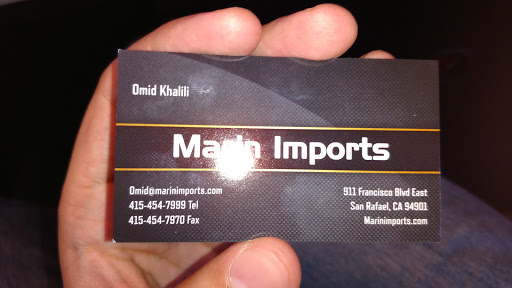 Omid Khalili
Marin Imports
Omid@marinimports.com
415-454-7999 Tel
415-454-7970 Fax
911 Francisco Blvd East
San Rafael, CA 94901
Marinimports.com